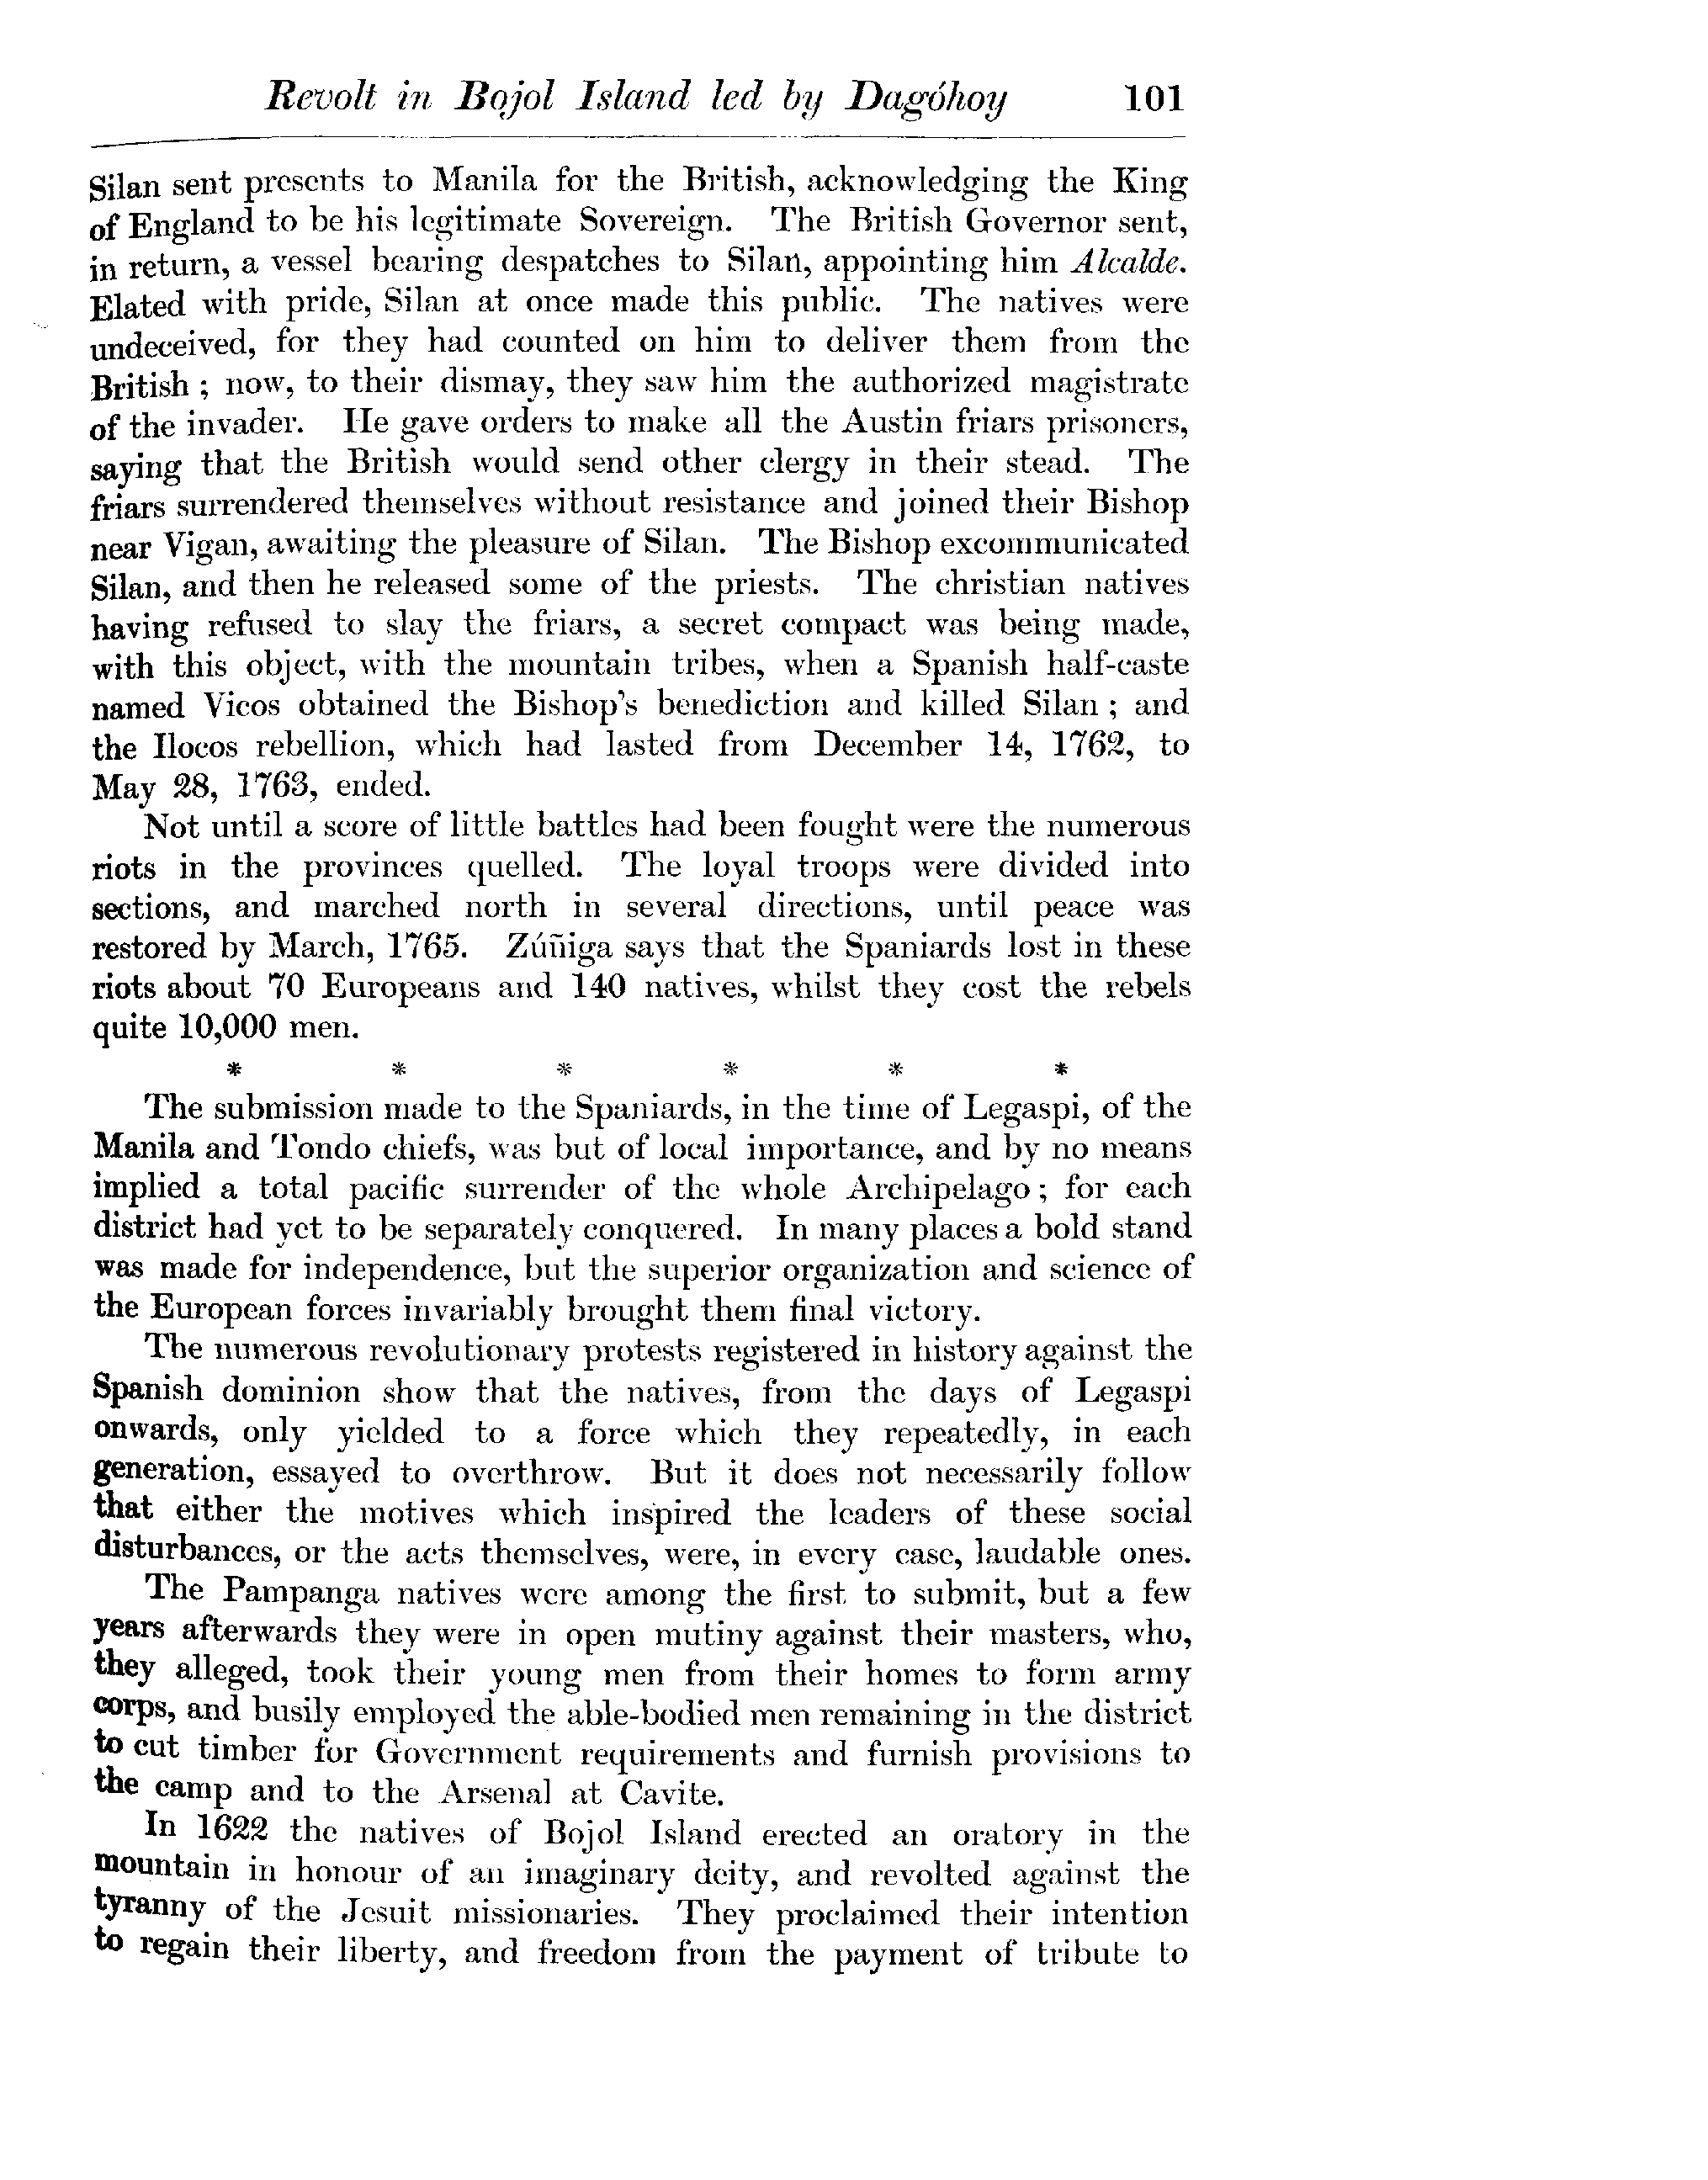 Revolt in Bojol Island led by Dagóhoy 101
Silan sent presents to Manila for the British, acknowledging the King
of England to be his legitimate Sovereign. The British Governor sent,
in return, a vessel bearing despatches to Silan, appointing him Alcalde.
Elated with pride, Silan at once made this public. The natives were
undeceived, for they had counted on him to deliver them from the
British ; now, to their dismay, they saw him the authorized magistrate
of the invader. He gave orders to make all the Austin friars prisoners,
saying that the British would send other clergy in their stead. The
friars surrendered themselves without resistance and joined their Bishop
near Vigan, awaiting the pleasure of Silan. The Bishop excommunicated
Silan, and then he released some of the priests. The christian natives
having refused to slay the friars, a secret compact was being made,
with this object, with the mountain tribes, when a Spanish half-caste
named Vicos obtained the Bishop's benediction and killed Silan ; and
the Ilocos rebellion, which had lasted from December 14, 1762, to
May 28, 1763, ended.
Not until a score of little battles had been fought were the numerous
riots in the provinces quelled. The loyal troops were divided into
sections, and marched north in several directions, until peace was
restored by March, 1765. Zúñiga says that the Spaniards lost in these
riots about 70 Europeans and 140 natives, whilst they cost the rebels
quite 10,000 men.
* * * * * *
The submission made to the Spaniards, in the time of Legaspi, of the
Manila and Tondo chiefs, was but of local importance, and by no means
implied a total pacific surrender of the whole Archipelago ; for each
district had yet to be separately conquered. In many places a bold stand
was made for independence, but the superior organization and science of
the European forces invariably brought them final victory.
The numerous revolutionary protests registered in history against the
Spanish dominion show that the natives, from the days of Legaspi
onwards, only yielded to a force which they repeatedly, in each
generation, essayed to overthrow. But it does not necessarily follow
that either the motives which inspired the leaders of these social
disturbances, or the acts themselves, were, in every case, laudable ones.
The Pampanga natives were among the first to submit, but a few
years afterwards they were in open mutiny against their masters, who,
they alleged, took their young men from their homes to form army
corps, and busily employed the able-bodied men remaining in the district
to cut timber for Government requirements and furnish provisions to
the camp and to the Arsenal at Cavite.
In 1622 the natives of Bojol Island erected an oratory in the
mountain in honour of an imaginary deity, and revolted against the
tyranny of the Jesuit missionaries. They proclaimed their intention
to regain their liberty, and freedom from the payment of tribute to